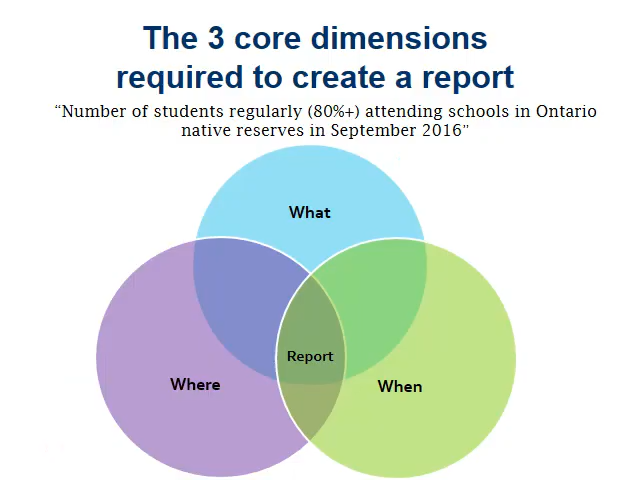 The 3 core dimensions
required to create a report
“Number of students regularly (80%+) attending schools in Ontario
native reserves in September 2016”
What
Report
Where
When